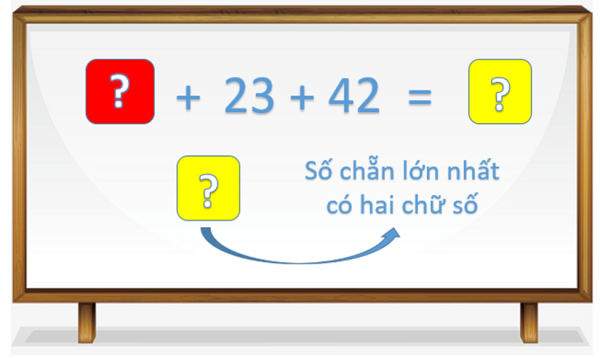 ? + 23 + 42 = ?
?
Số chẵn lớn nhất
có hai chữ số